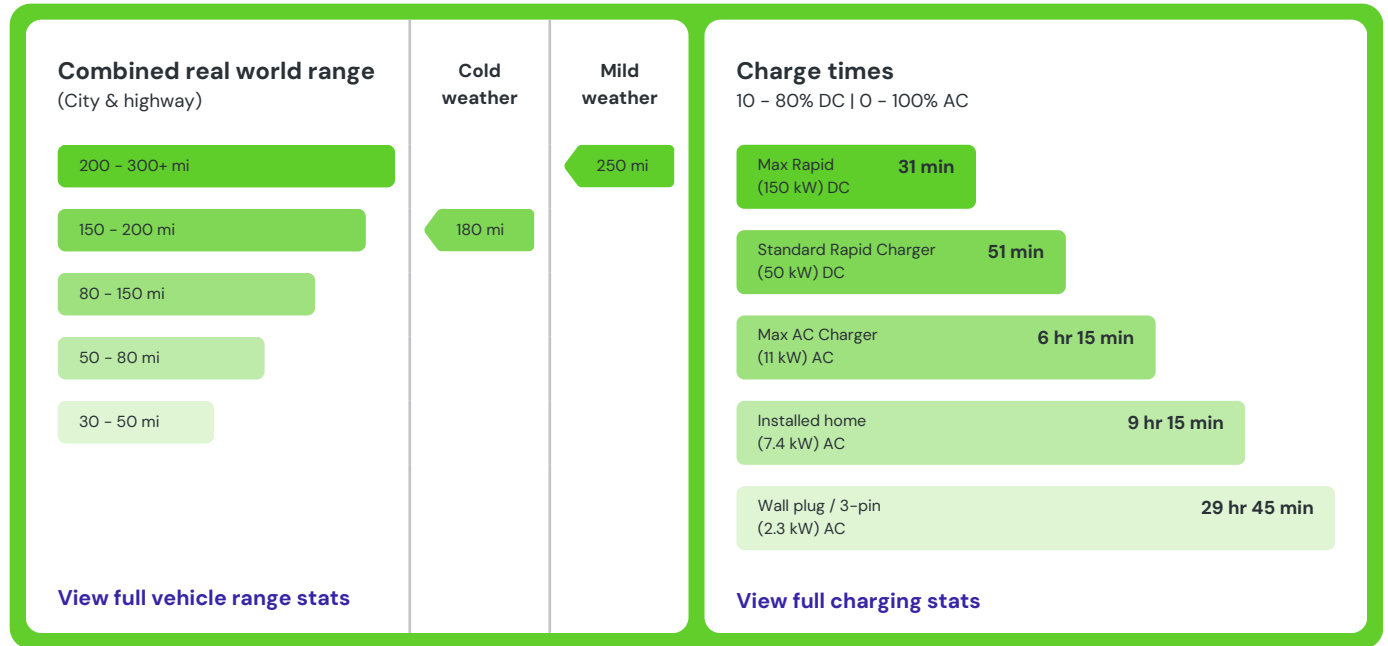 Combined real world range
(City & highway)
Cold
weather
Mild
weather
200 - 300+ mi
250 mi
150 - 200 mi
180 mi
80 - 150 mi
50 - 80 mi
30 - 50 mi
View full vehicle range stats
Charge times
10 - 80% DC | 0 - 100% AC
Max Rapid
(150 kW) DC
31 min
Standard Rapid Charger
(50 kW) DC
51 min
Max AC Charger
(11 kW) AC
6 hr 15 min
Installed home
(7.4 kW) AC
9 hr 15 min
Wall plug / 3-pin
(2.3 kW) AC
29 hr 45 min
View full charging stats